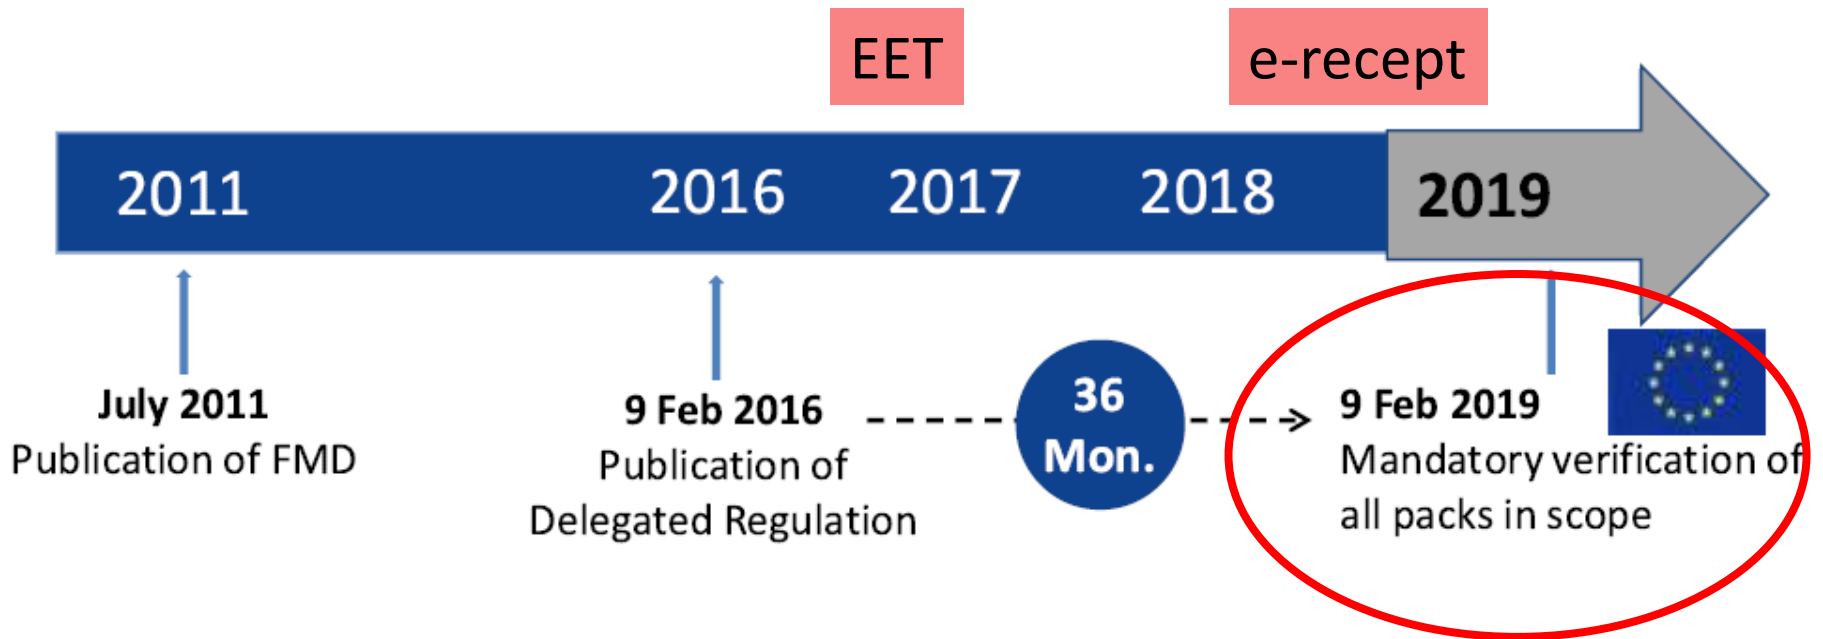 EET
e-recept
2011
2016
2017
2018
2019
July 2011
Publication of FMD
9 Feb 2016
Publication of
Delegated Regulation
36
Mon.
9 Feb 2019
Mandatory verification of
all packs in scope